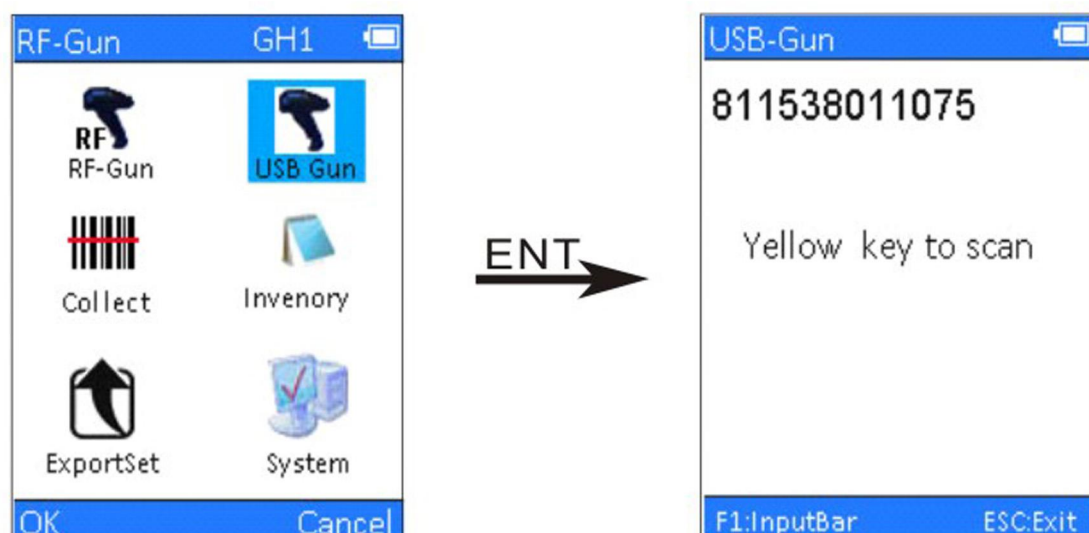 RF-Gun GH1
RF
RF-Gun USB Gun
Collect Invenory
ExportSet System
OK Cancel
ENT
USB-Gun
811538011075
Yellow key to scan
F1:InputBar ESC:Exit